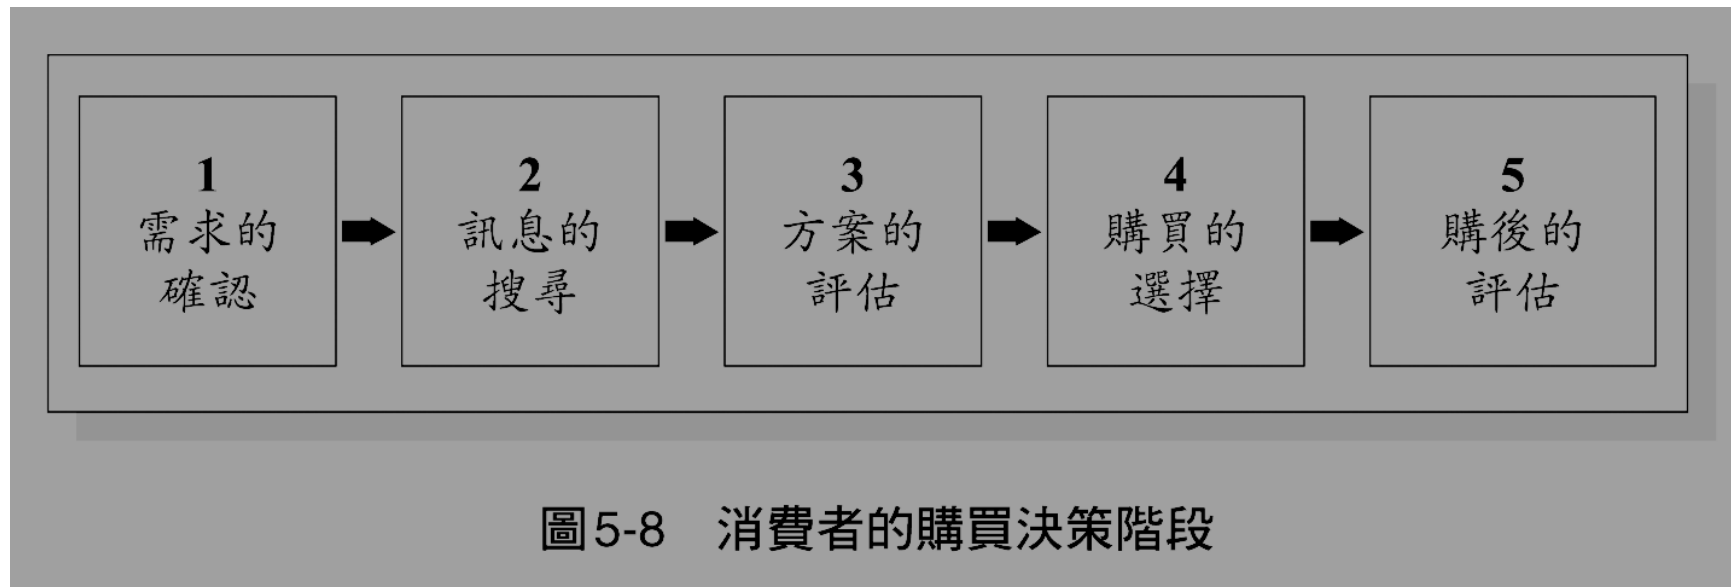 1
需求的
確認
2
訊息的
搜尋
3
方案的
評估
4
購買的
選擇
5
購後的
評估
圖5-8　消費者的購買決策階段